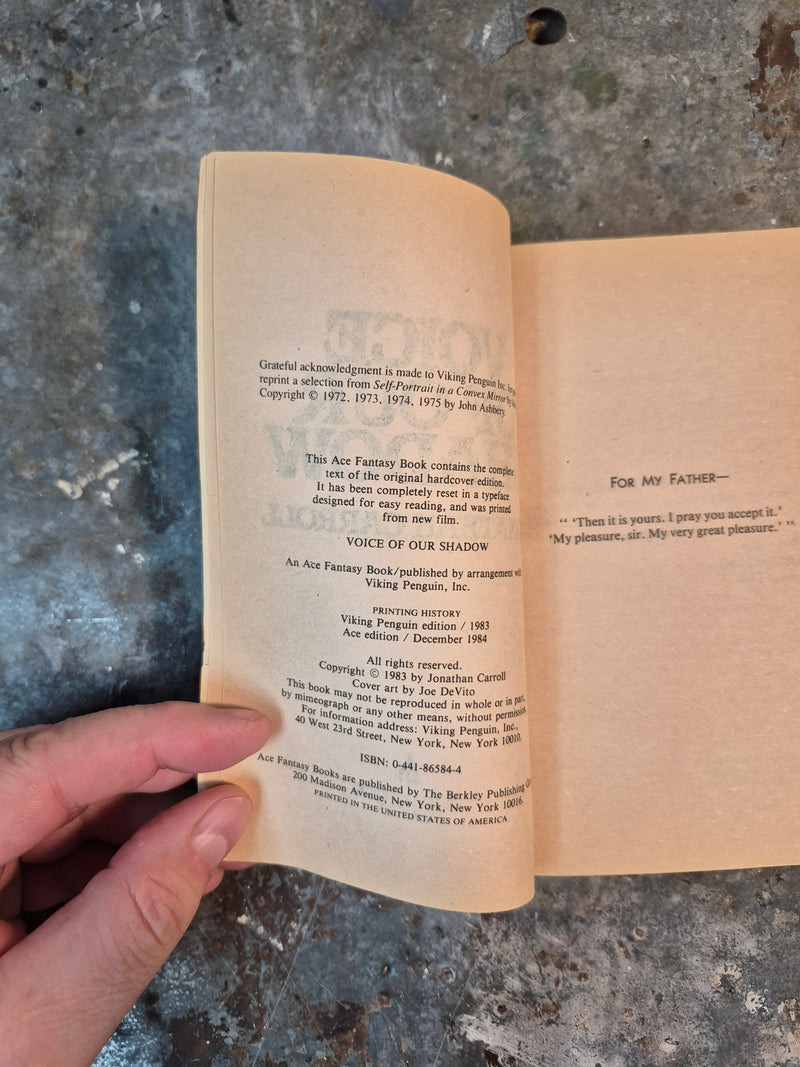 Grateful acknowledgment is made to Viking Penguin Inc. for
reprint a selection from Self-Portrait in a Convex Mirror by
Copyright © 1972, 1973, 1974, 1975 by John Ashbery.
This Ace Fantasy Book contains the complete
text of the original hardcover edition.
It has been completely reset in a typeface
designed for easy reading, and was printed
from new film.
VOICE OF OUR SHADOW
An Ace Fantasy Book/published by arrangement with
Viking Penguin, Inc.
PRINTING HISTORY
Viking Penguin edition / 1983
Ace edition / December 1984
All rights reserved.
Copyright © 1983 by Jonathan Carroll
Cover art by Joe DeVito
This book may not be reproduced in whole or in part,
by mimeograph or any other means, without permission.
For information address: Viking Penguin, Inc.,
40 West 23rd Street, New York, New York 10010.
ISBN: 0-441-86584-4
Ace Fantasy Books are published by The Berkley Publishing
200 Madison Avenue, New York, New York 10016.
PRINTED IN THE UNITED STATES OF AMERICA
FOR MY FATHER—
“ ‘Then it is yours. I pray you accept it.’
‘My pleasure, sir. My very great pleasure.’ ”